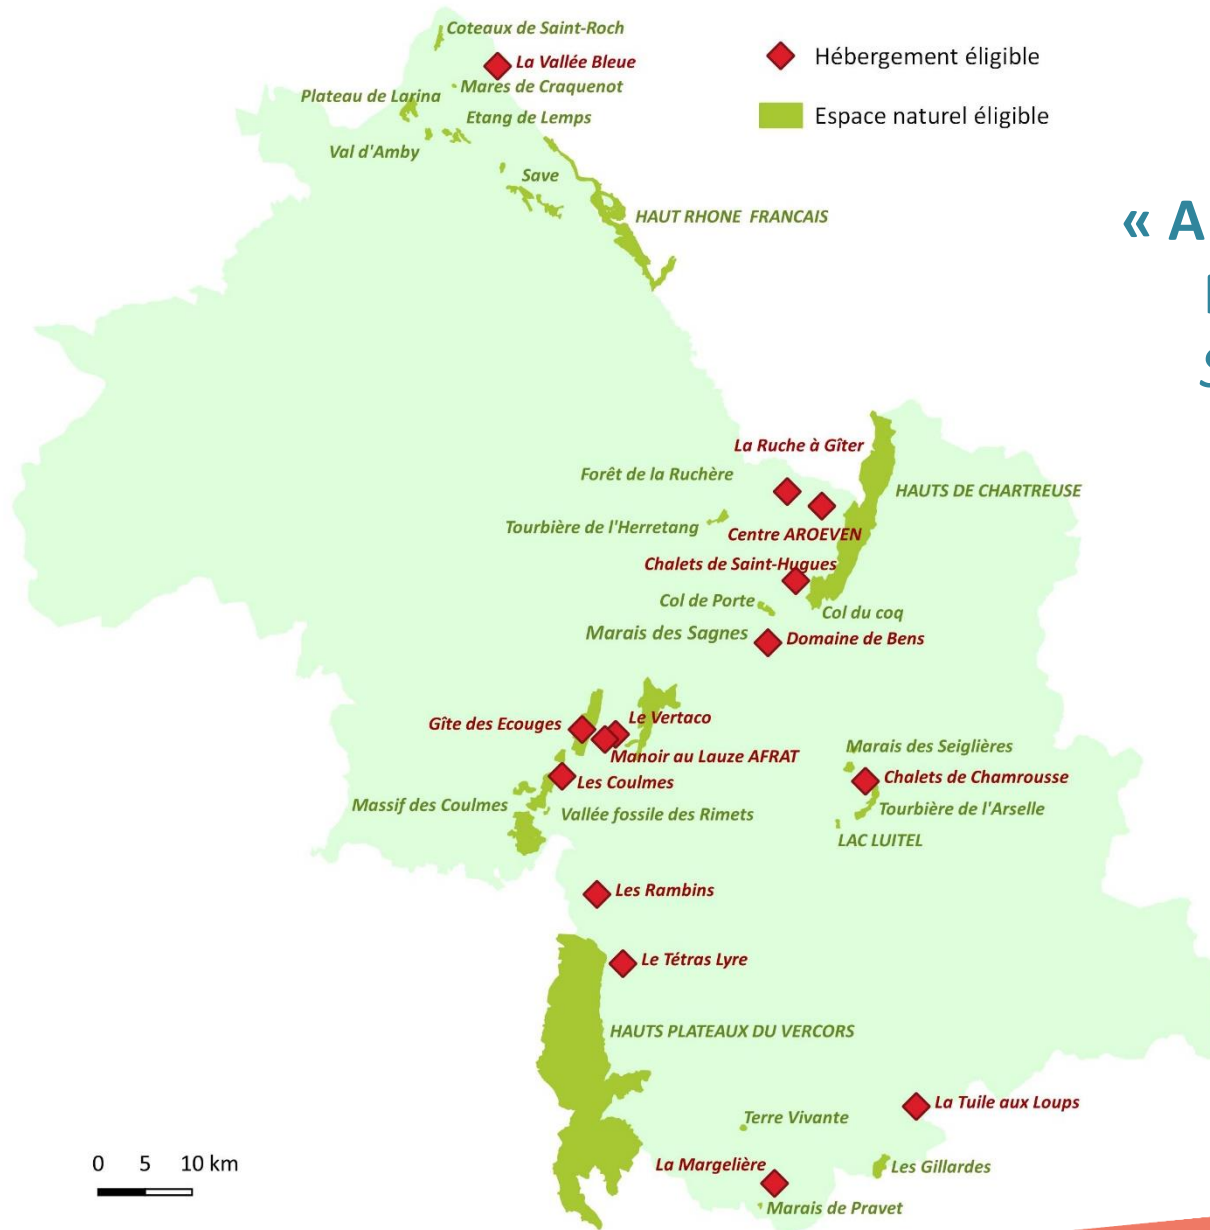 Coteaux de Saint-Roch
La Vallée Bleue
Hébergement éligible
Mares de Craquenot
Plateau de Larina
Espace naturel éligible
Etang de Lemps
Val d'Amby
Save
HAUT RHONE FRANCAIS
« A
La Ruche à Gîter
Forêt de la Ruchère
HAUTS DE CHARTREUSE
Tourbière de l'Herretang
Centre AROEVEN
Chalets de Saint-Hugues
Col de Porte
Col du coq
Marais des Sagnes
Domaine de Bens
Le Vertaco
Gîte des Ecouges
Manoir au Lauze AFRAT
Marais des Seiglières
Les Coulmes
Chalets de Chamrousse
Massif des Coulmes
Vallée fossile des Rimets
Tourbière de l'Arselle
LAC LUITEL
Les Rambins
Le Tétras Lyre
HAUTS PLATEAUX DU VERCORS
La Tuile aux Loups
Terre Vivante
La Margelière
Les Gillardes
Marais de Pravet
0 5 10 km